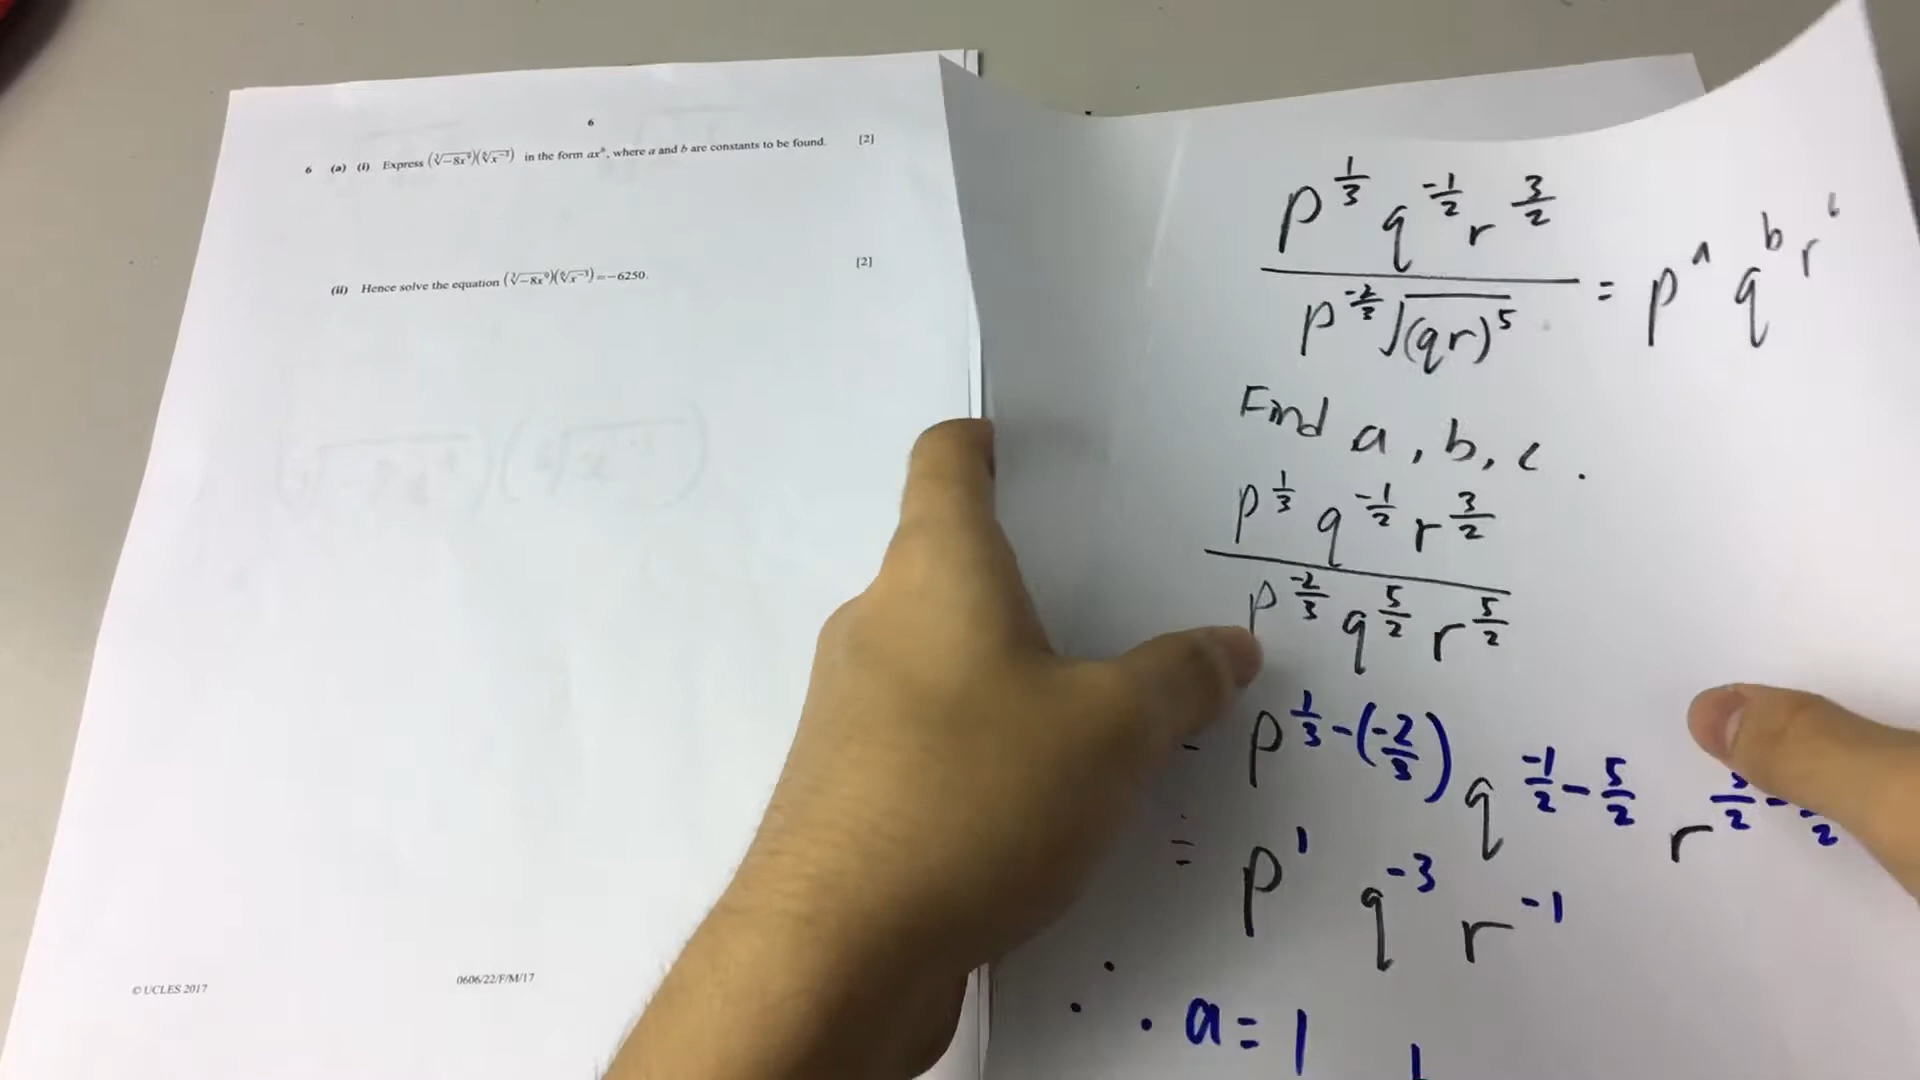 6
6 (a) (i) Express (∛-8x⁹)(⁶√x⁻³) in the form axᵇ, where a and b are constants to be found. [2]
(ii) Hence solve the equation (∛-8x⁹)(⁶√x⁻³) = -6250. [2]
© UCLES 2017
0606/22/F/M/17
p^(1/3) q^(-1/2) r^(3/2)
p^(-2/3) √(qr)^5
= p^a q^b r^c
Find a, b, c.
p^(1/3) q^(-1/2) r^(3/2)
p^(-2/3) q^(5/2) r^(5/2)
p^(1/3-(-2/3)) q^(-1/2-5/2) r
= p^1 q^-3 r^-1
∴ a = 1